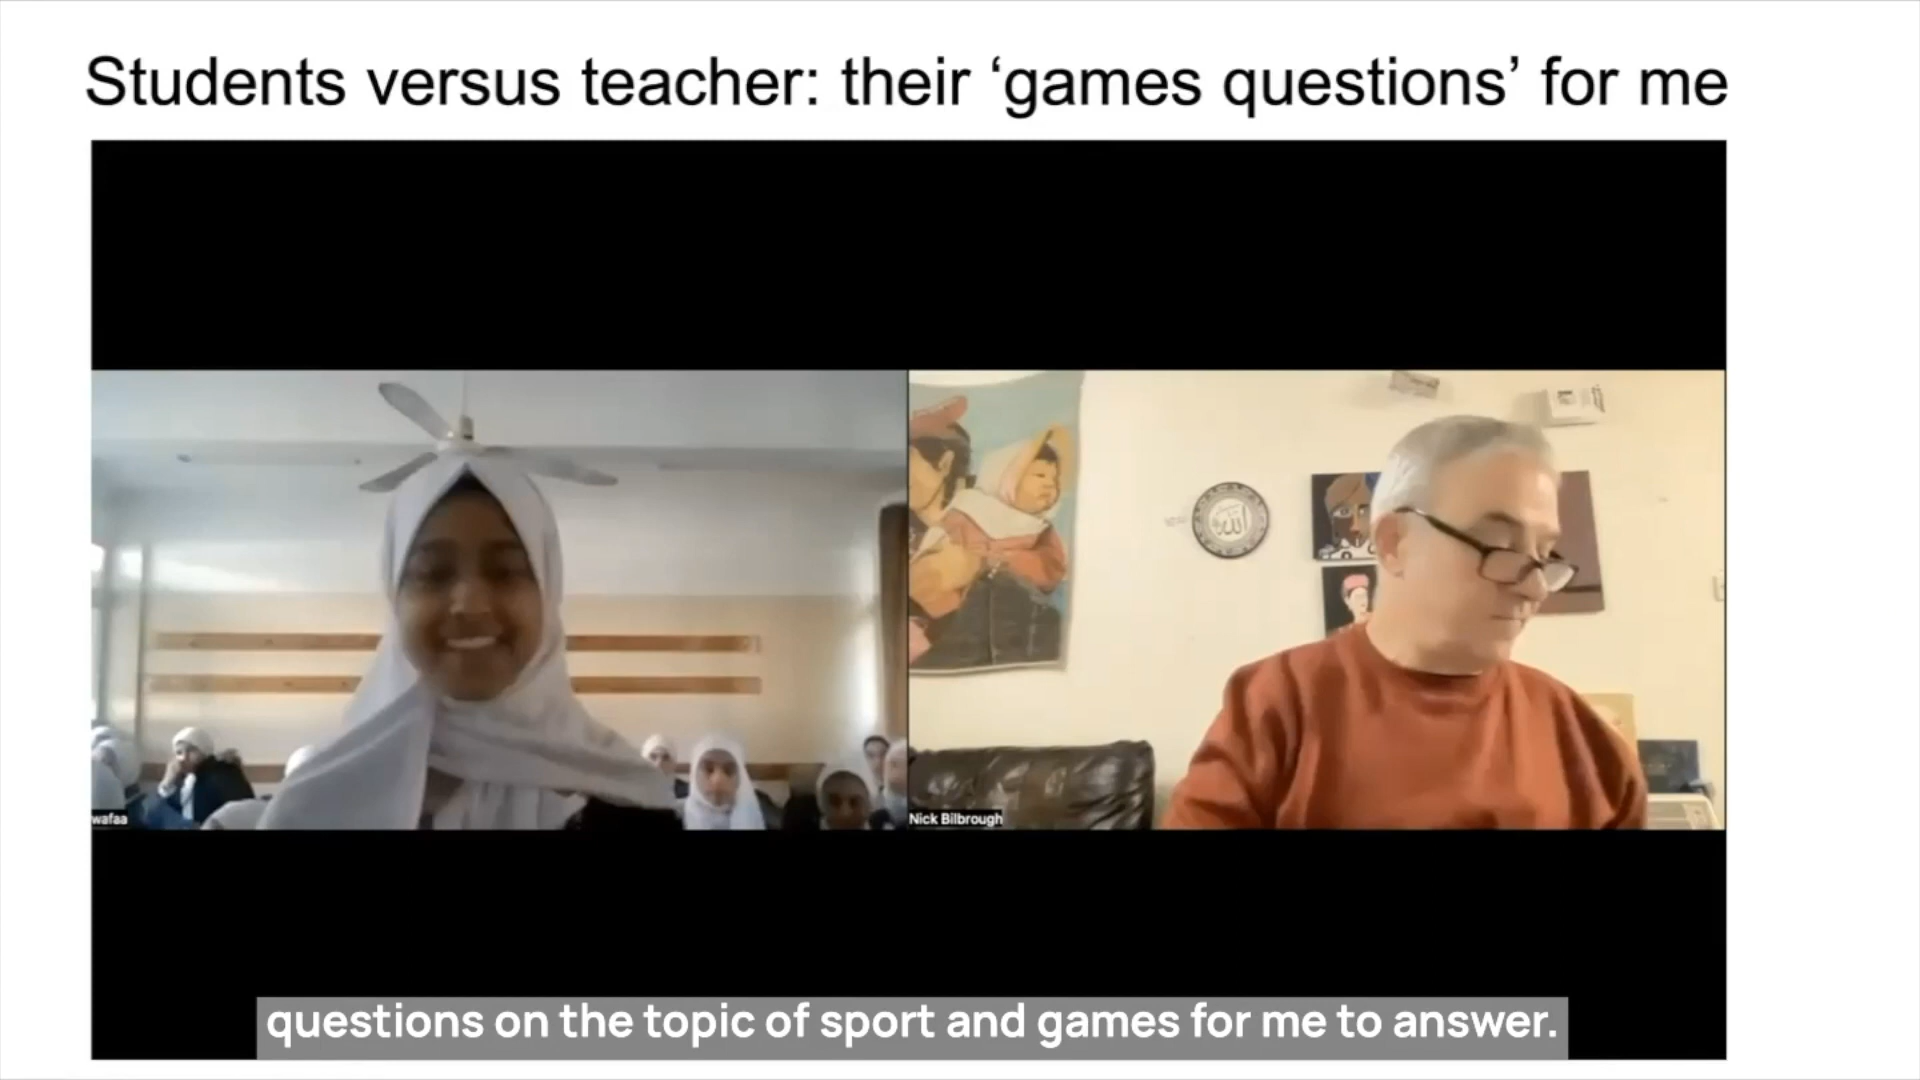 Students versus teacher: their ‘games questions’ for me
الله
wafaa
Nick Bilbrough
questions on the topic of sport and games for me to answer.